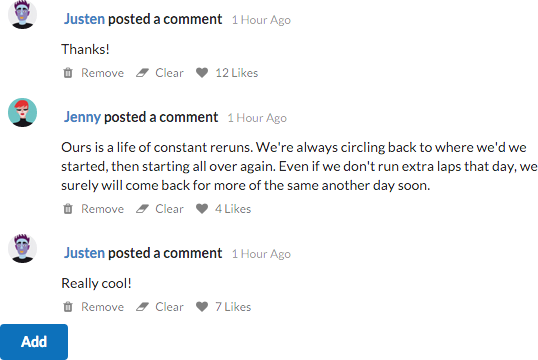 Justen posted a comment 1 Hour Ago
Thanks!
Remove Clear 12 Likes
Jenny posted a comment 1 Hour Ago
Ours is a life of constant reruns. We're always circling back to where we'd we
started, then starting all over again. Even if we don't run extra laps that day, we
surely will come back for more of the same another day soon.
Remove Clear 4 Likes
Justen posted a comment 1 Hour Ago
Really cool!
Remove Clear 7 Likes
Add